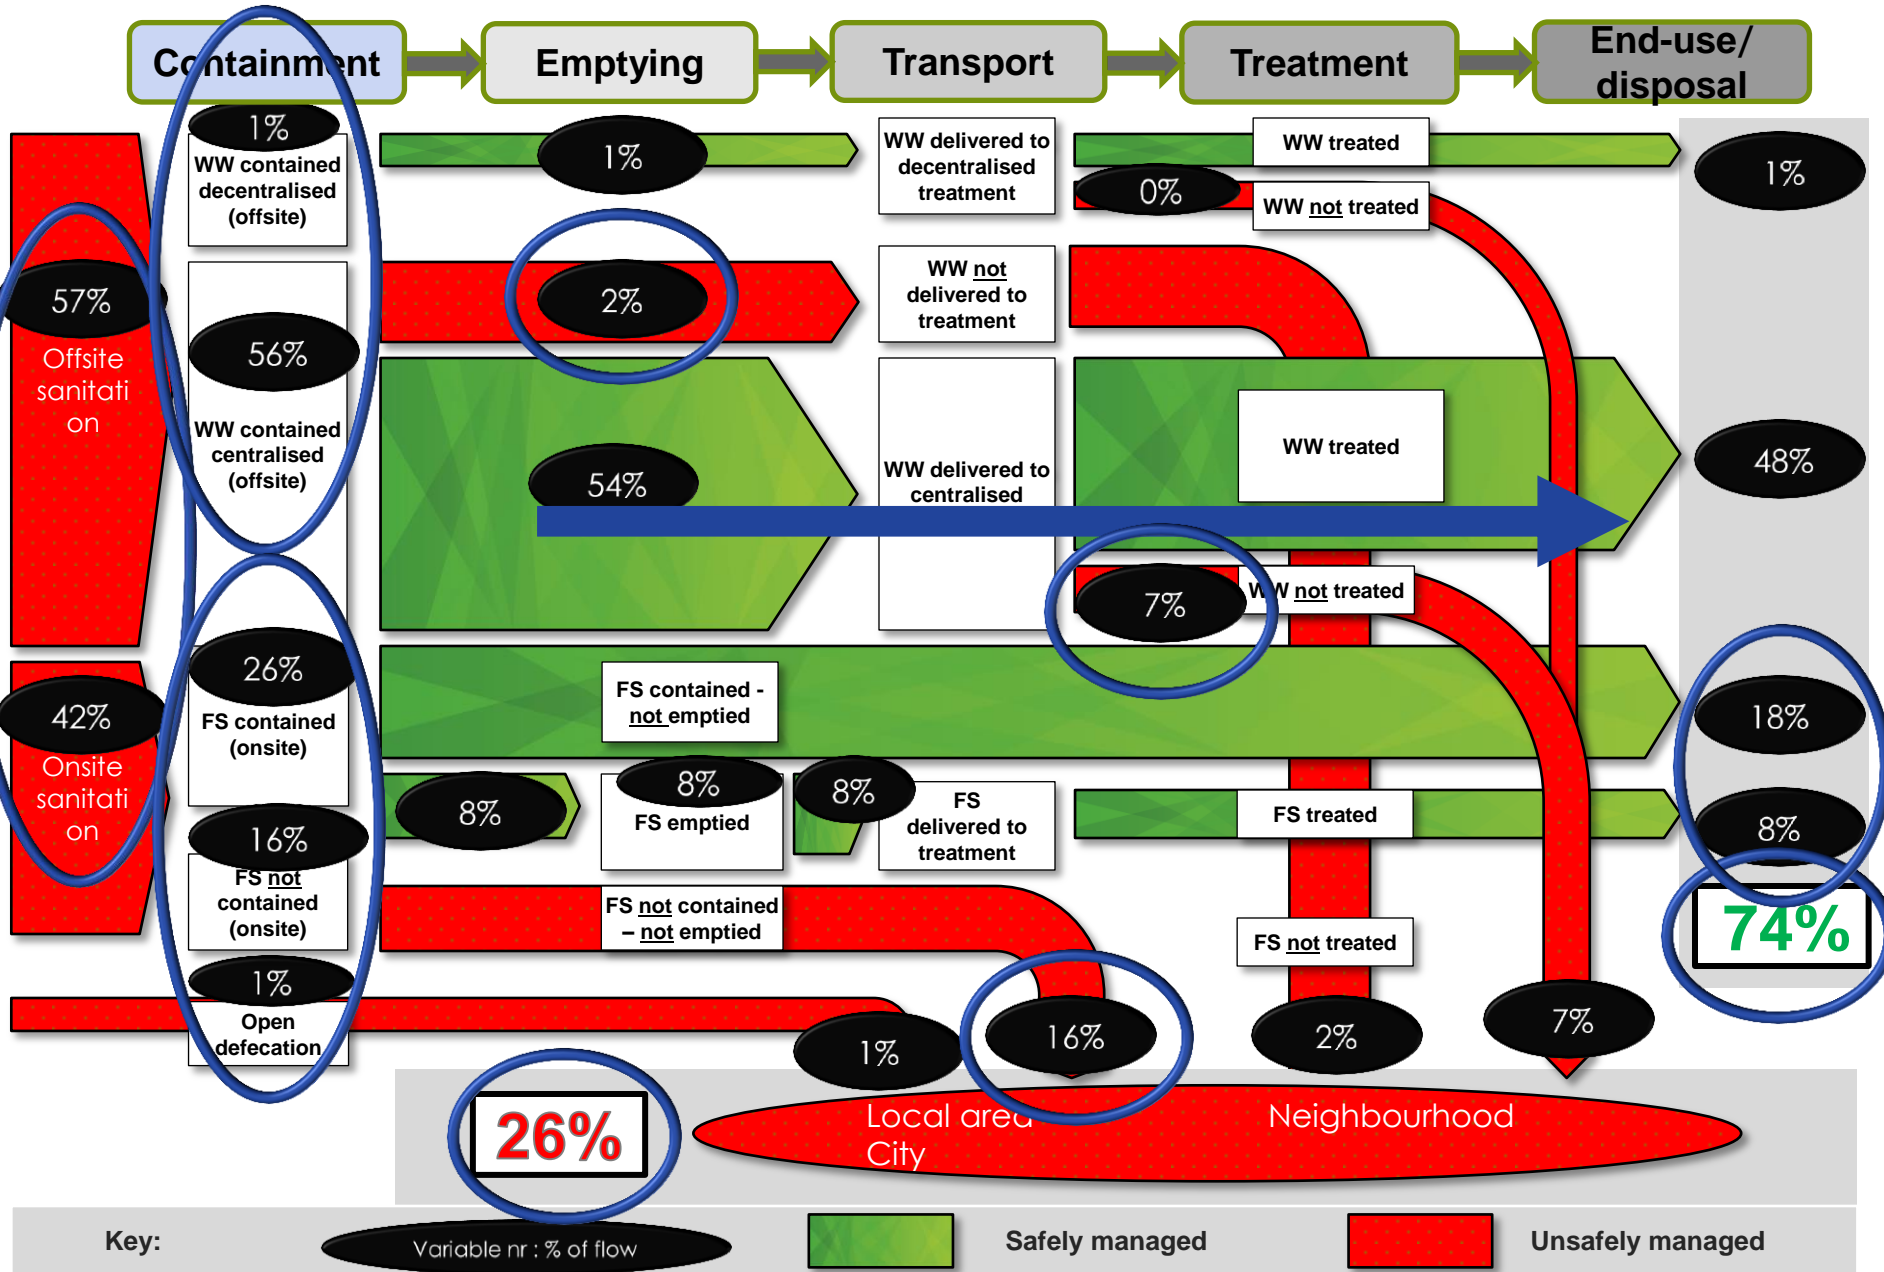 Containment
Emptying
Transport
Treatment
End-use/
disposal
1%
WW contained
decentralised
(offsite)
1%
WW delivered to
decentralised
treatment
WW treated
0%
WW not treated
1%
57%
Offsite
sanitati
on
56%
WW contained
centralised
(offsite)
2%
WW not
delivered to
treatment
54%
WW delivered to
centralised
WW treated
48%
7%
WW not treated
42%
Onsite
sanitati
on
26%
FS contained
(onsite)
FS contained -
not emptied
18%
8%
8%
FS emptied
8%
FS
delivered to
treatment
FS treated
8%
16%
FS not
contained
(onsite)
FS not contained
– not emptied
FS not treated
74%
1%
Open
defecation
1%
16%
2%
7%
26%
Local area
City
Neighbourhood
Key:
Variable nr : % of flow
Safely managed
Unsafely managed